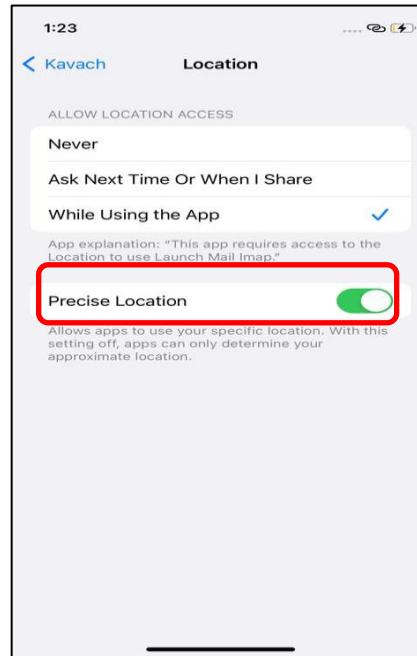 1:23
Kavach Location
ALLOW LOCATION ACCESS
Never
Ask Next Time Or When I Share
While Using the App
App explanation: “This app requires access to the
Location to use Launch Mail Imap.”
Precise Location
Allows apps to use your specific location. With this
setting off, apps can only determine your
approximate location.